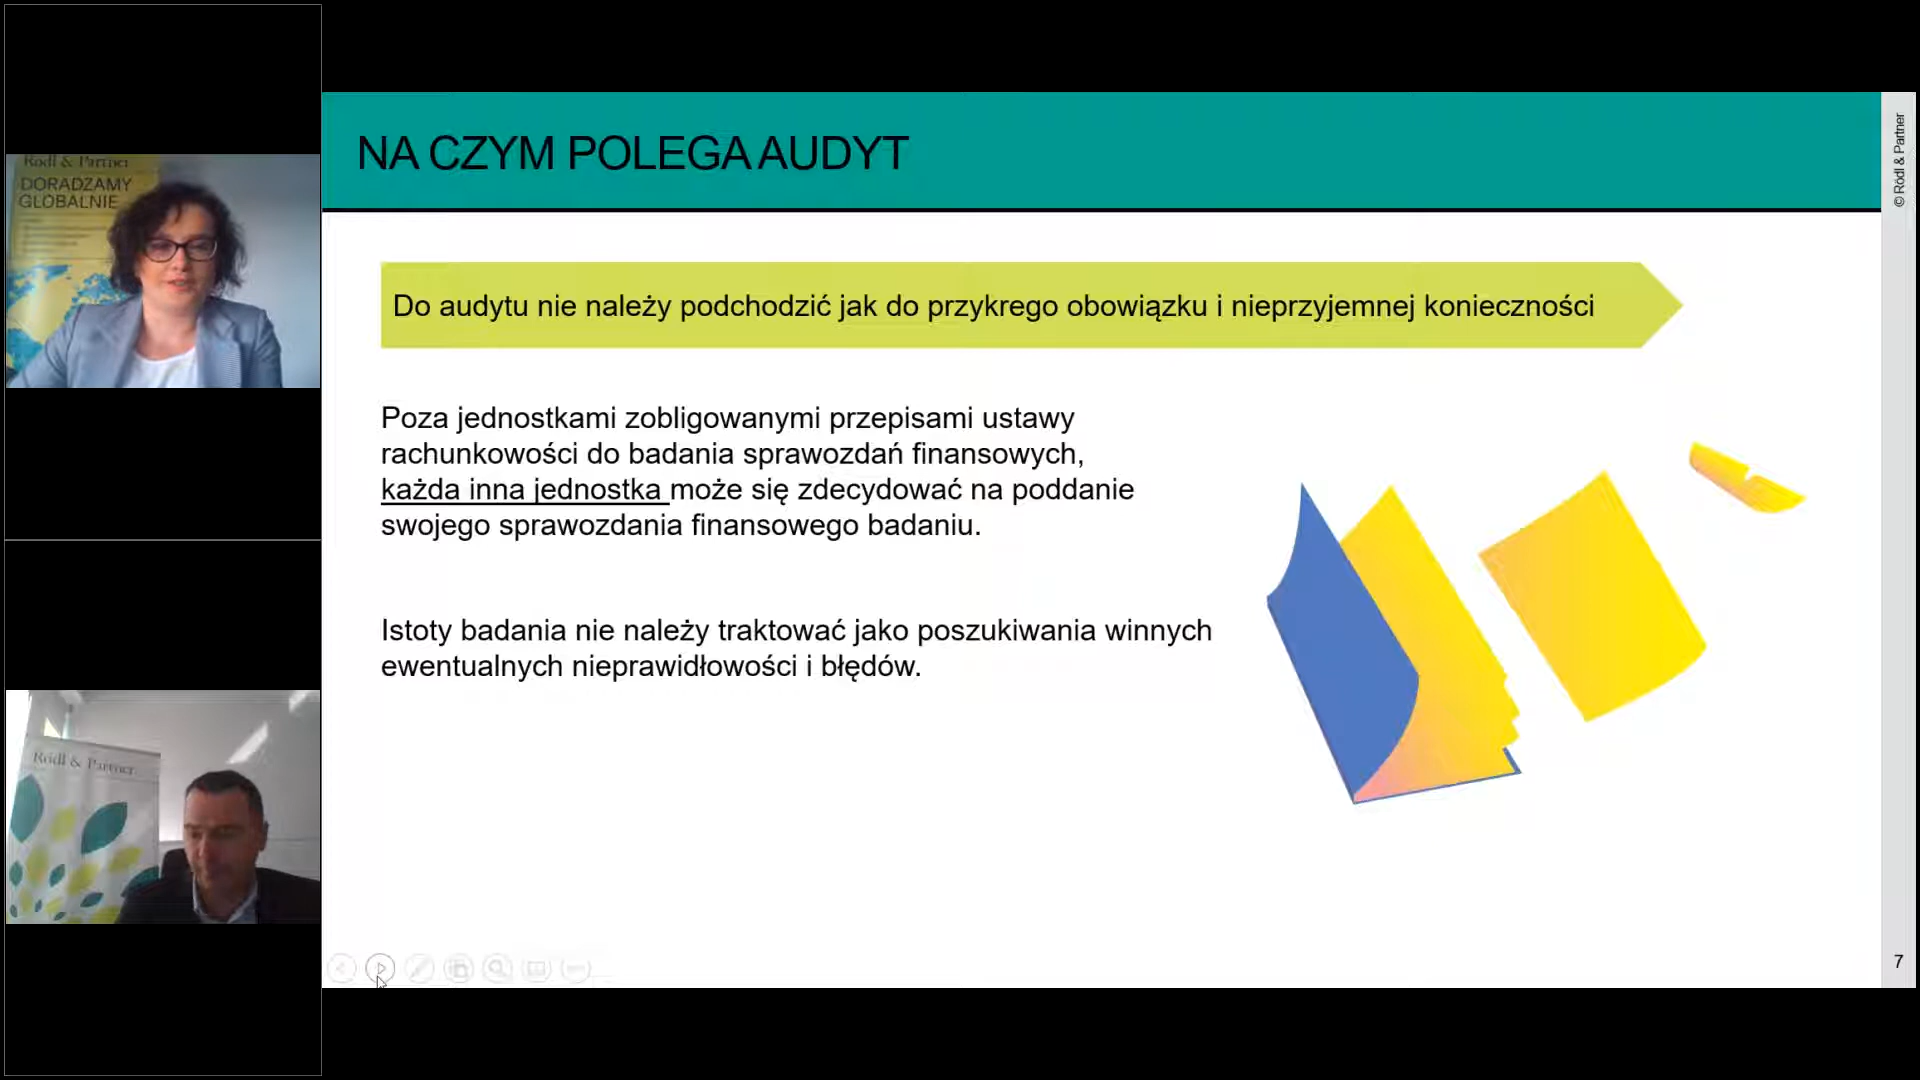 Rödl & Partner
DORADZAMY
GLOBALNIE
Rödl & Partner
NA CZYM POLEGA AUDYT
Do audytu nie należy podchodzić jak do przykrego obowiązku i nieprzyjemnej konieczności
Poza jednostkami zobligowanymi przepisami ustawy
rachunkowości do badania sprawozdań finansowych,
każda inna jednostka może się zdecydować na poddanie
swojego sprawozdania finansowego badaniu.
Istoty badania nie należy traktować jako poszukiwania winnych
ewentualnych nieprawidłowości i błędów.
© Rödl & Partner
7